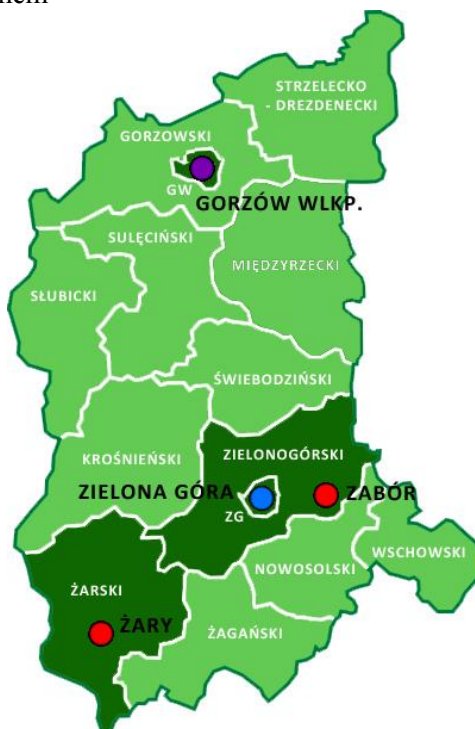 STRZELECKO
- DREZDENECKI
GORZOWSKI
GW
GORZÓW WLKP.
SULĘCIŃSKI
MIĘDZYRZECKI
SŁUBICKI
ŚWIEBODZIŃSKI
KROŚNIEŃSKI
ZIELONOGÓRSKI
ZIELONA GÓRA
ZABÓR
ZG
WSCHOWSKI
NOWOSOLSKI
ŻARSKI
ŻARY
ŻAGAŃSKI